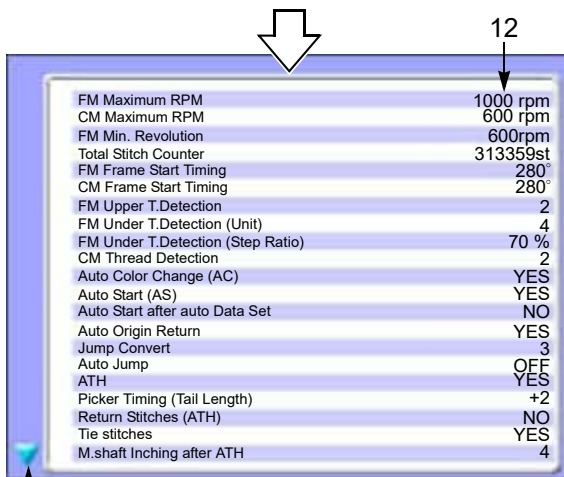 12
FM Maximum RPM 1000 rpm
CM Maximum RPM 600 rpm
FM Min. Revolution 600rpm
Total Stitch Counter 313359st
FM Frame Start Timing 280°
CM Frame Start Timing 280°
FM Upper T.Detection 2
FM Under T.Detection (Unit) 4
FM Under T.Detection (Step Ratio) 70 %
CM Thread Detection 2
Auto Color Change (AC) YES
Auto Start (AS) YES
Auto Start after auto Data Set NO
Auto Origin Return YES
Jump Convert 3
Auto Jump OFF
ATH YES
Picker Timing (Tail Length) +2
Return Stitches (ATH) NO
Tie stitches YES
M.shaft Inching after ATH 4